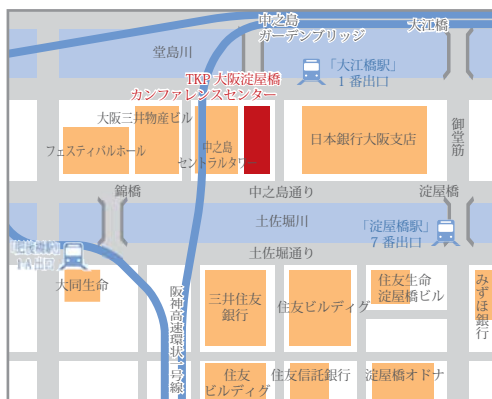 中之島
ガーデンブリッジ
大江橋
堂島川
「大江橋駅」
1番出口
TKP 大阪淀屋橋
カンファレンスセンター
大阪三井物産ビル
フェスティバルホール
中之島
セントラルタワー
日本銀行大阪支店
御堂筋
錦橋
中之島通り
淀屋橋
土佐堀川
「淀屋橋駅」
7番出口
土佐堀通り
大同生命
阪神高速環状一号線
三井住友
銀行
住友ビルディグ
住友生命
淀屋橋ビル
みずほ銀行
住友
ビルディグ
住友信託銀行
淀屋橋オドナ